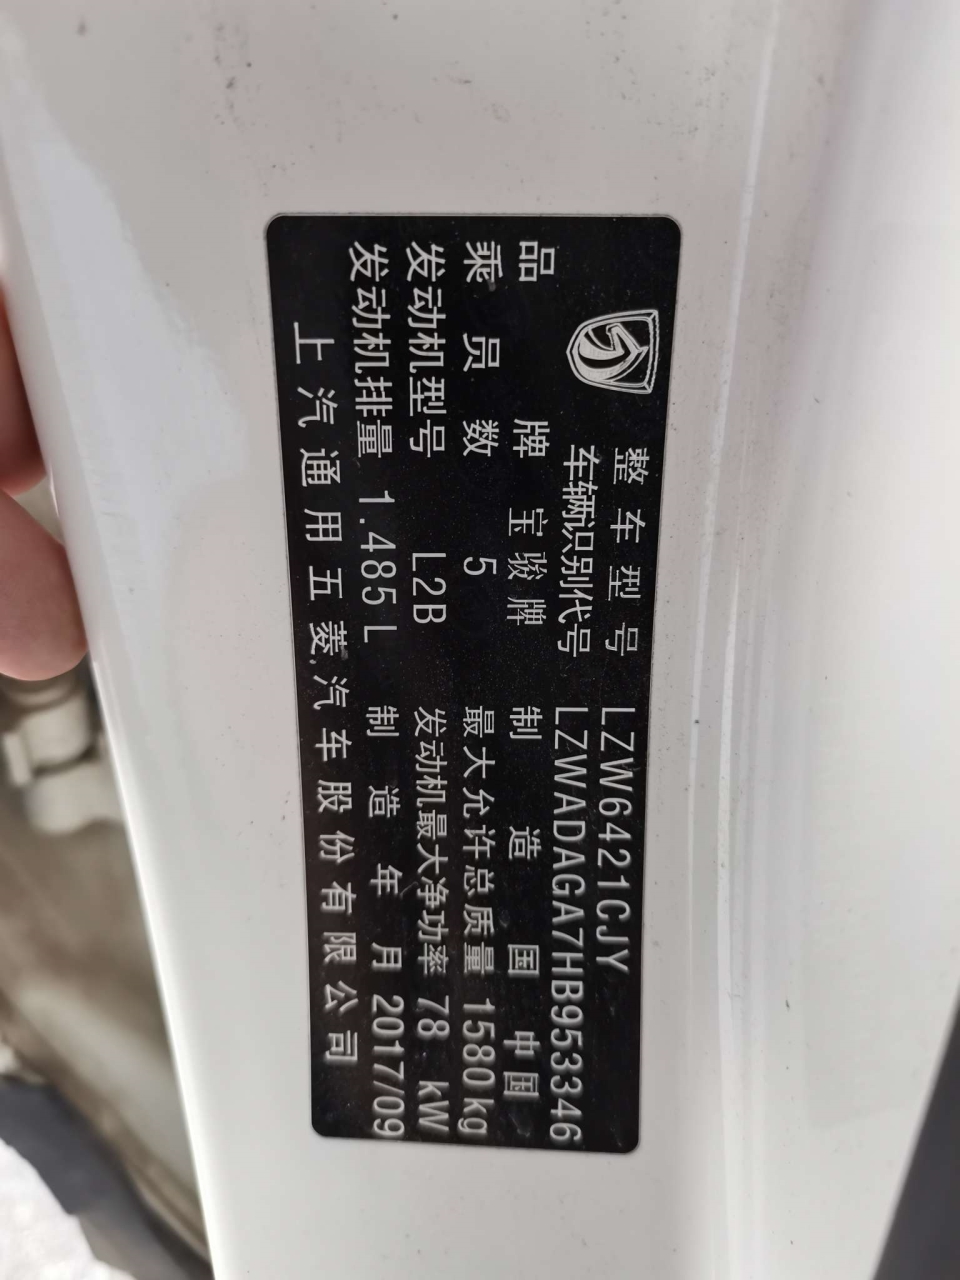 整车型号 LZW6421CJY
车辆识别代号 LZWADAGA7HB953346
品牌 宝骏牌 制造国 中国
乘员数 5 最大允许总质量 1580kg
发动机型号 L2B 发动机最大净功率 78 kW
发动机排量 1.485L 制造年月 2017/09
上汽通用五菱汽车股份有限公司